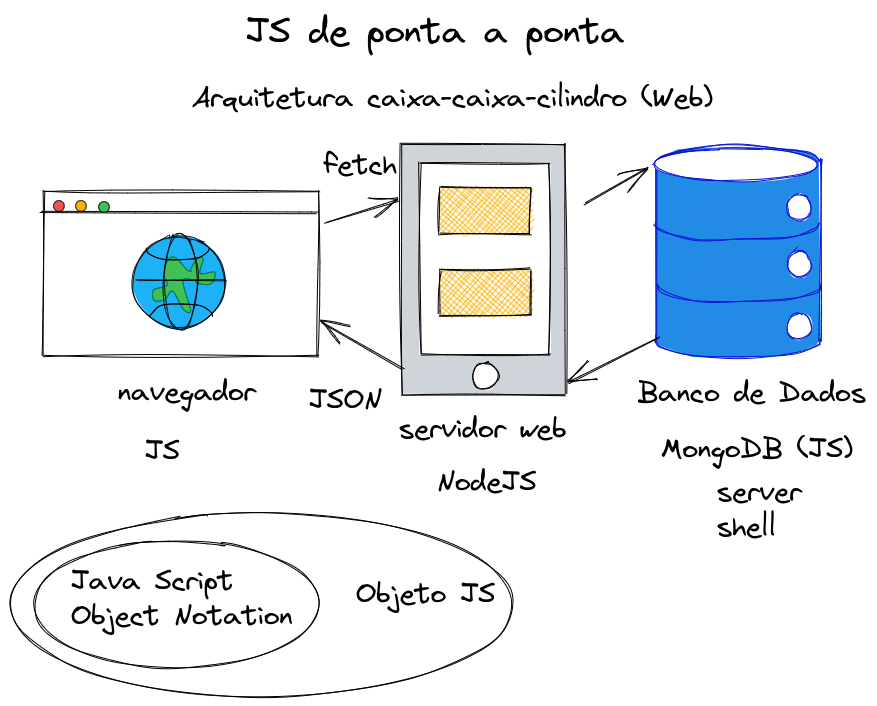 JS de ponta a ponta
Arquitetura caixa-caixa-cilindro (Web)
fetch
navegador
JS
JSON
servidor web
NodeJS
Banco de Dados
MongoDB (JS)
server
shell
Java Script
Object Notation
Objeto JS